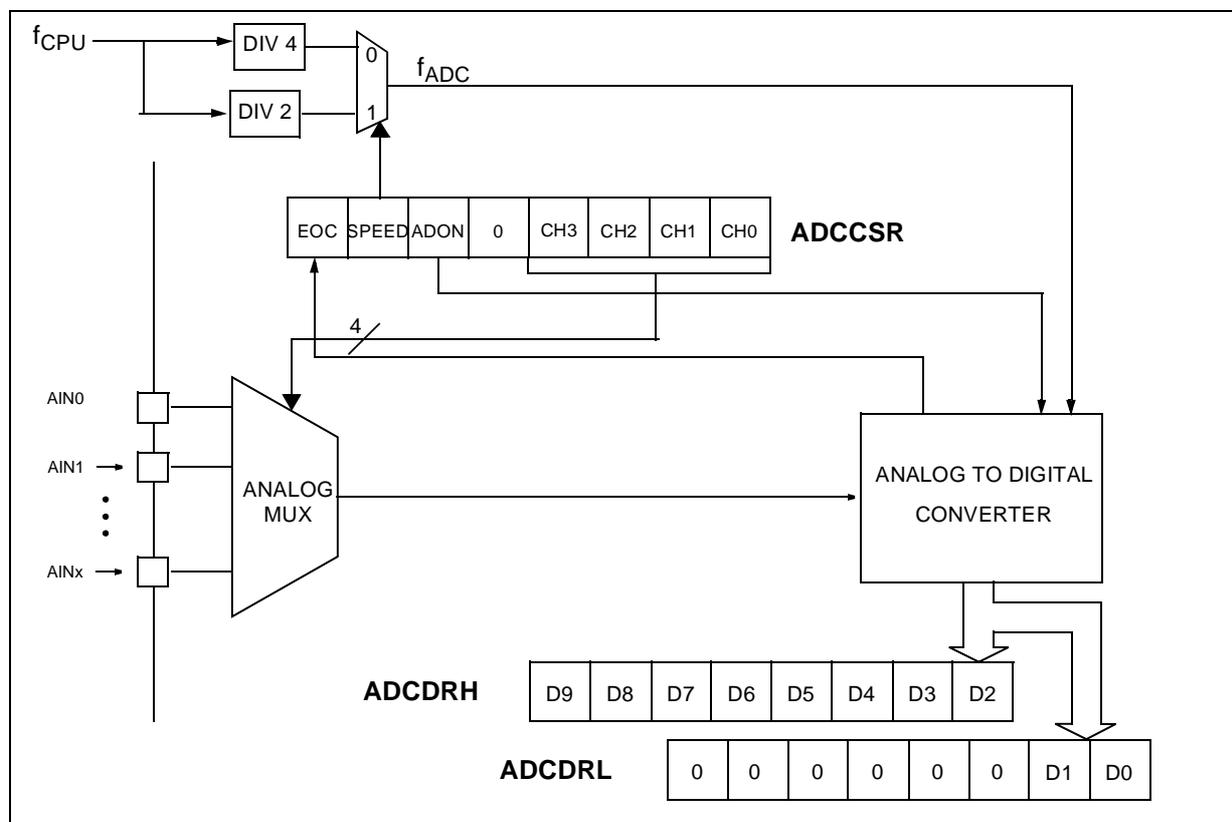 fCPU
DIV 4
0
fADC
DIV 2
1
EOC SPEED ADON 0 CH3 CH2 CH1 CH0
ADCCSR
4
AIN0
AIN1
ANALOG
MUX
ANALOG TO DIGITAL
CONVERTER
AINx
ADCDRH
D9 D8 D7 D6 D5 D4 D3 D2
ADCDRL
0 0 0 0 0 0 D1 D0